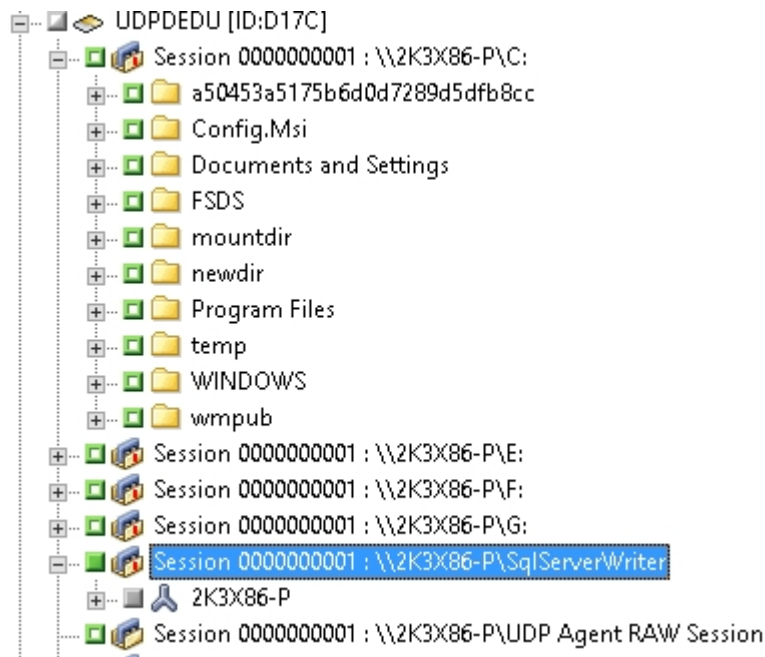 UDPDEDU [ID:D17C]
Session 0000000001 : \\2K3X86-P\C:
a50453a5175b6d0d7289d5dfb8cc
Config.Msi
Documents and Settings
FSDS
mountdir
newdir
Program Files
temp
WINDOWS
wmpub
Session 0000000001 : \\2K3X86-P\E:
Session 0000000001 : \\2K3X86-P\F:
Session 0000000001 : \\2K3X86-P\G:
Session 0000000001 : \\2K3X86-P\SqlServerWriter
2K3X86-P
Session 0000000001 : \\2K3X86-P\UDP Agent RAW Session